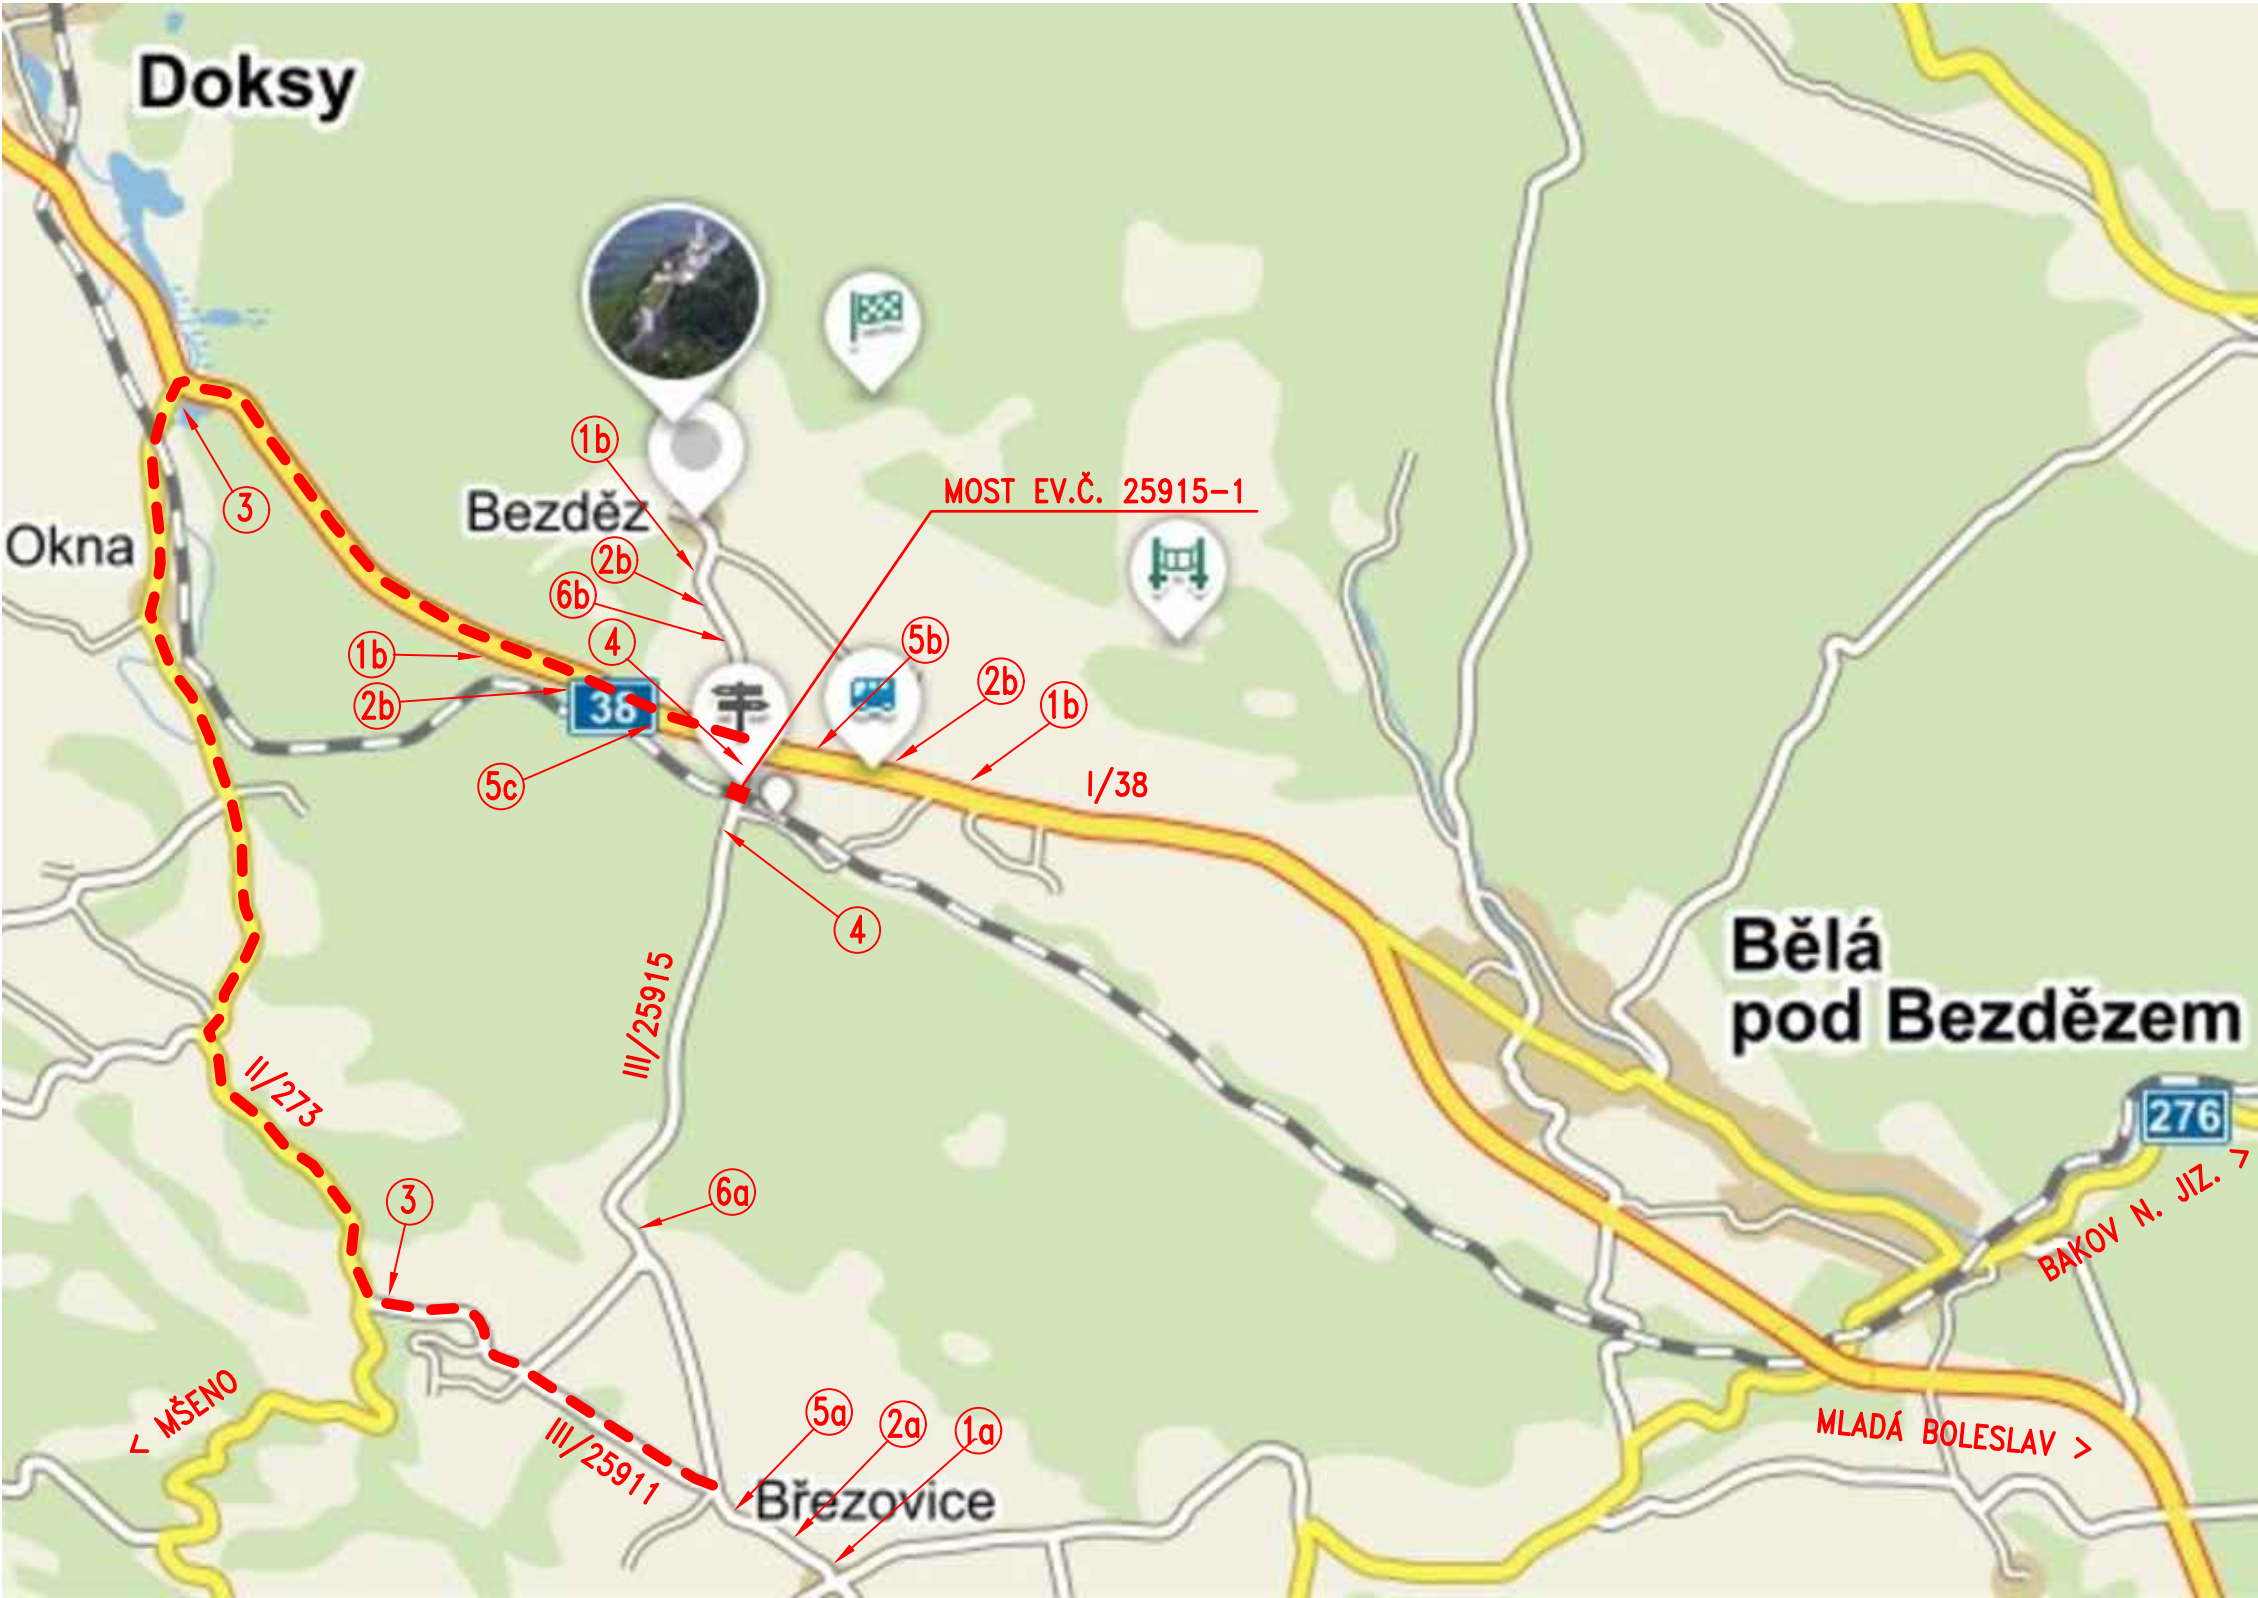 Doksy
1b
MOST EV.Č. 25915-1
3
Bezděz
Okna
2b
6b
4
5b
1b
2b
2b
1b
38
5c
I/38
4
Bělá
pod Bezdězem
III/25915
II/273
276
BAKOV N. JIZ. >
3
6a
< MŠENO
5a
2a
1a
MLADÁ BOLESLAV >
III/25911
Březovice